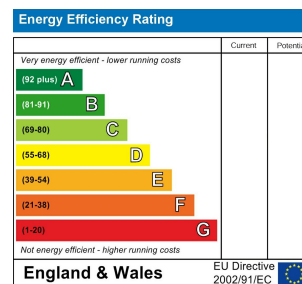 Energy Efficiency Rating
Current Potential
Very energy efficient - lower running costs
(92 plus) A
(81-91) B
(69-80) C
(55-68) D
(39-54) E
(21-38) F
(1-20) G
Not energy efficient - higher running costs
England & Wales
EU Directive
2002/91/EC